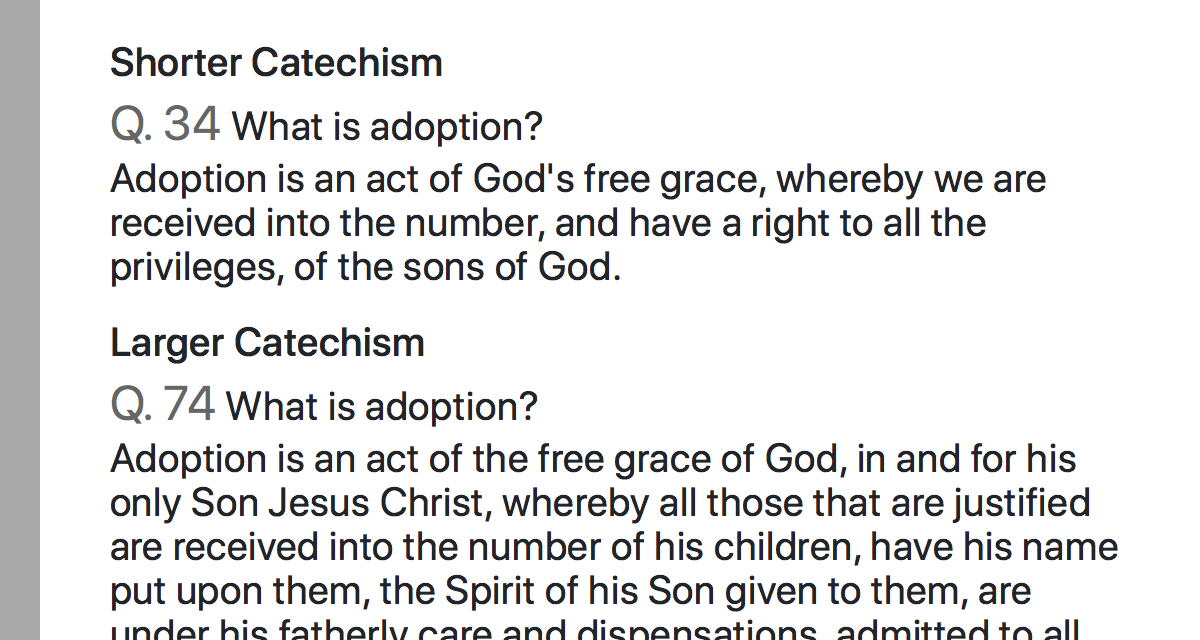 Shorter Catechism
Q. 34 What is adoption?
Adoption is an act of God's free grace, whereby we are
received into the number, and have a right to all the
privileges, of the sons of God.
Larger Catechism
Q. 74 What is adoption?
Adoption is an act of the free grace of God, in and for his
only Son Jesus Christ, whereby all those that are justified
are received into the number of his children, have his name
put upon them, the Spirit of his Son given to them, are
under his fatherly care and dispensations, admitted to all